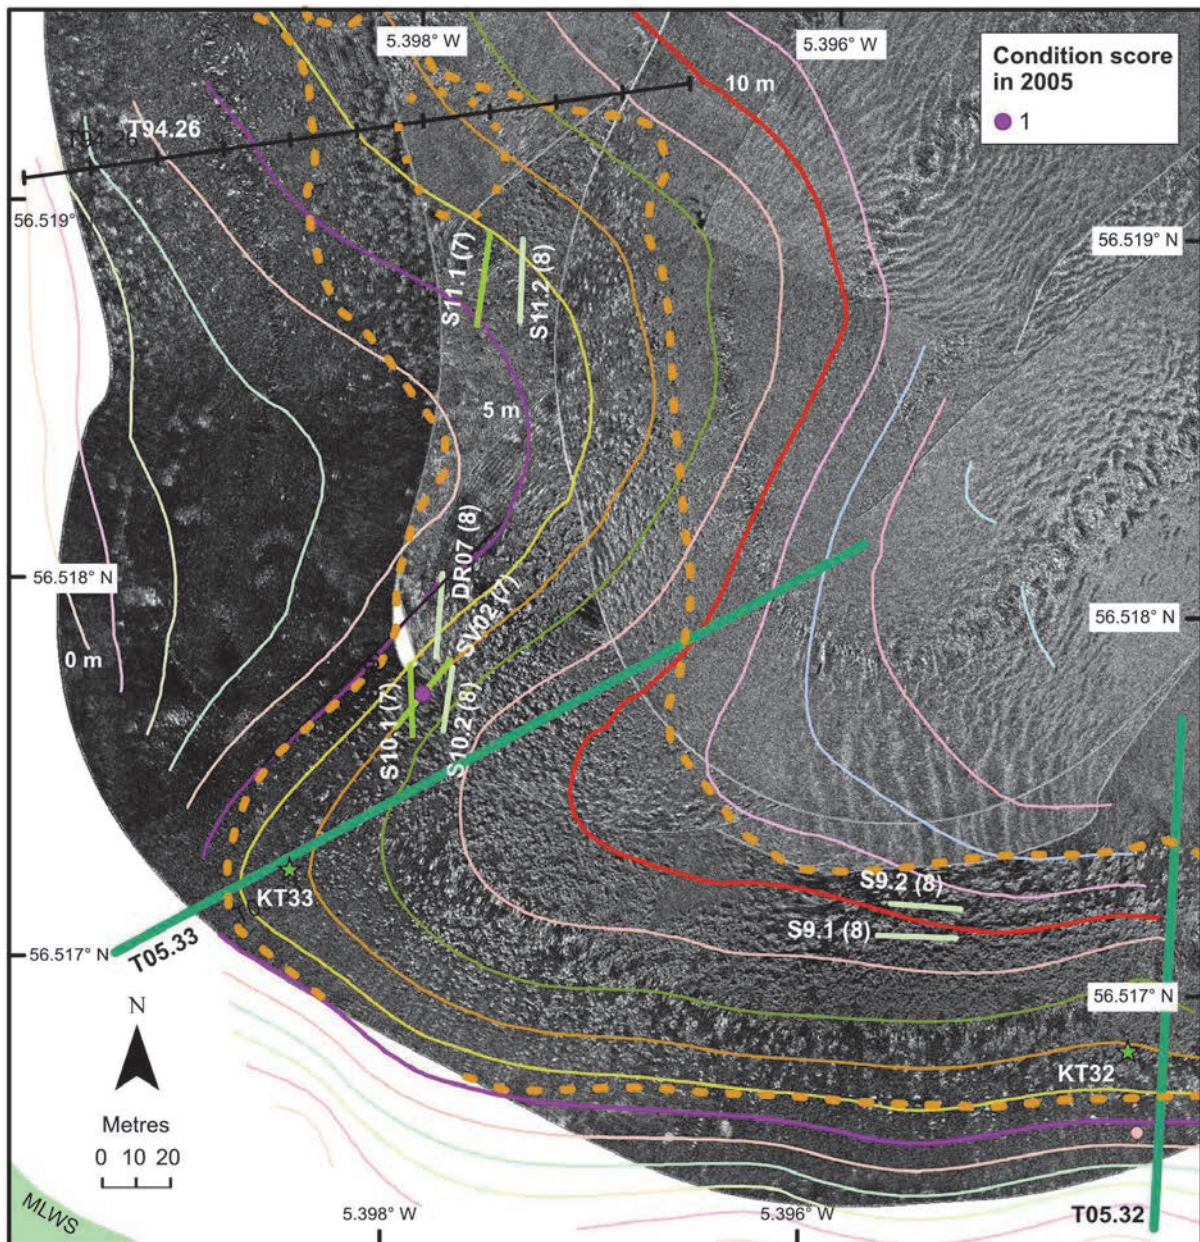 5.398° W
5.396° W
Condition score
in 2005
1
10 m
T94.26
T94.26
56.519°
56.519° N
S11.1 (7)
S11.2 (8)
5 m
DR07 (8)
SV02 (7)
56.518° N
56.518° N
0 m
S10.1 (7)
S10.2 (8)
S9.2 (8)
KT33
S9.1 (8)
T05.33
56.517° N
56.517° N
N
KT32
Metres
0 10 20
MLWS
5.398° W
5.396° W
T05.32